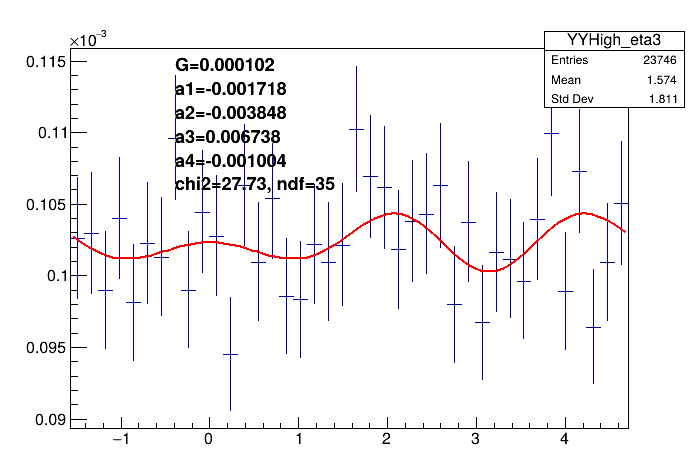 ×10⁻³
YYHigh_eta3
Entries 23746
Mean 1.574
Std Dev 1.811
G=0.000102
a1=-0.001718
a2=-0.003848
a3=0.006738
a4=-0.001004
chi2=27.73, ndf=35
0.115
0.11
0.105
0.1
0.095
0.09
−1 0 1 2 3 4